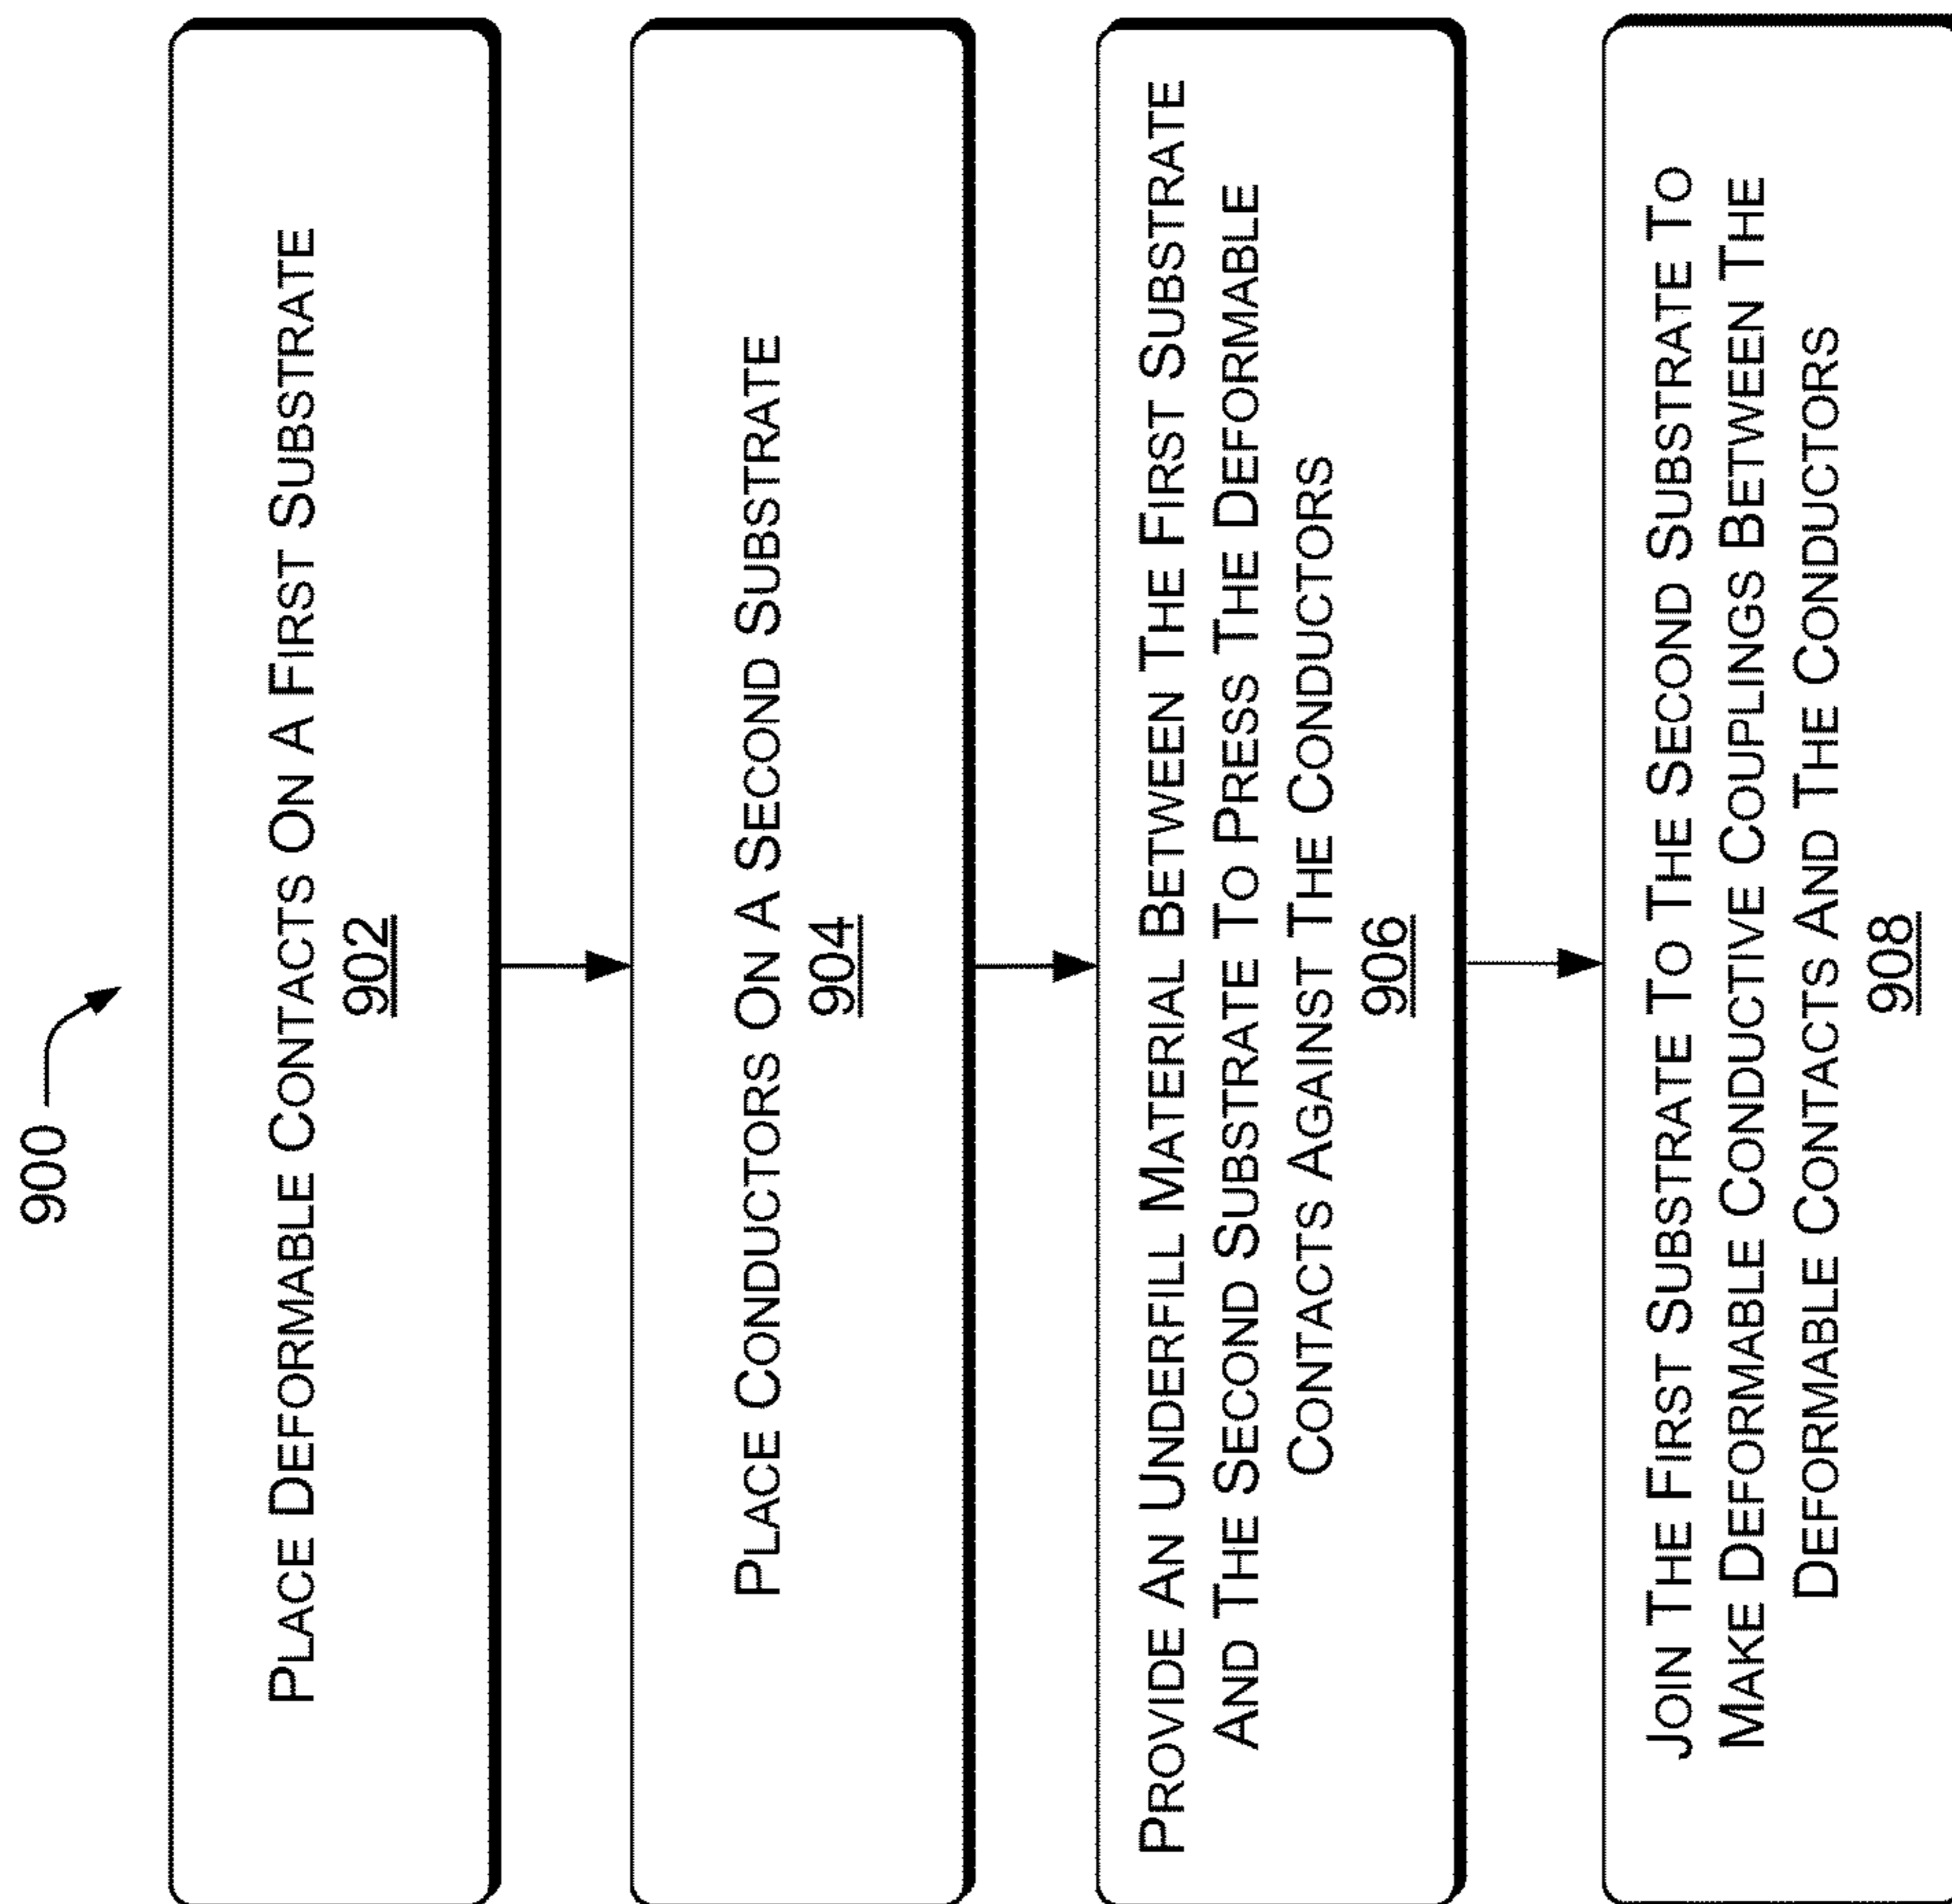 900
PLACE DEFORMABLE CONTACTS ON A FIRST SUBSTRATE
902
PLACE CONDUCTORS ON A SECOND SUBSTRATE
904
PROVIDE AN UNDERFILL MATERIAL BETWEEN THE FIRST SUBSTRATE
AND THE SECOND SUBSTRATE TO PRESS THE DEFORMABLE
CONTACTS AGAINST THE CONDUCTORS
906
JOIN THE FIRST SUBSTRATE TO THE SECOND SUBSTRATE TO
MAKE DEFORMABLE CONDUCTIVE COUPLINGS BETWEEN THE
DEFORMABLE CONTACTS AND THE CONDUCTORS
908